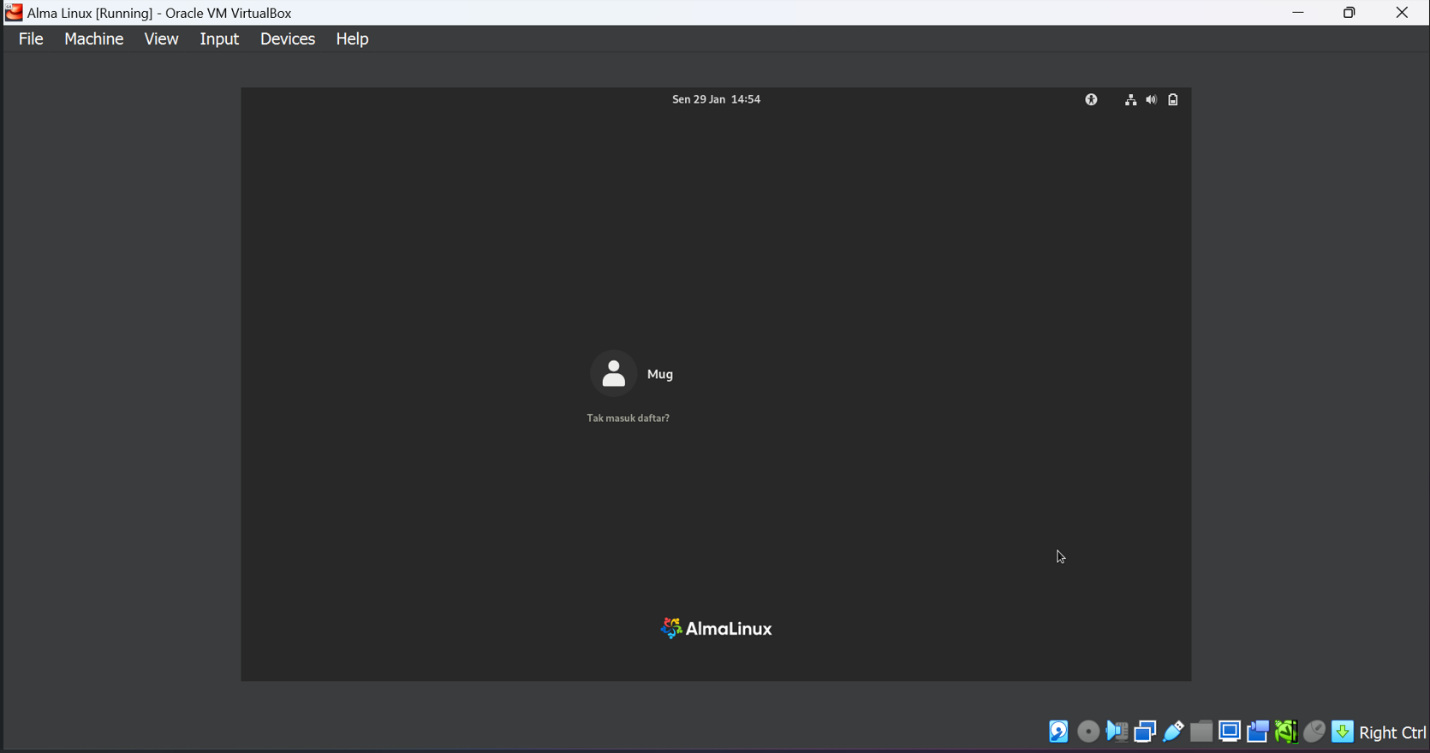 Alma Linux [Running] - Oracle VM VirtualBox
File Machine View Input Devices Help
Sen 29 Jan 14:54
Mug
Tak masuk daftar?
AlmaLinux
Right Ctrl